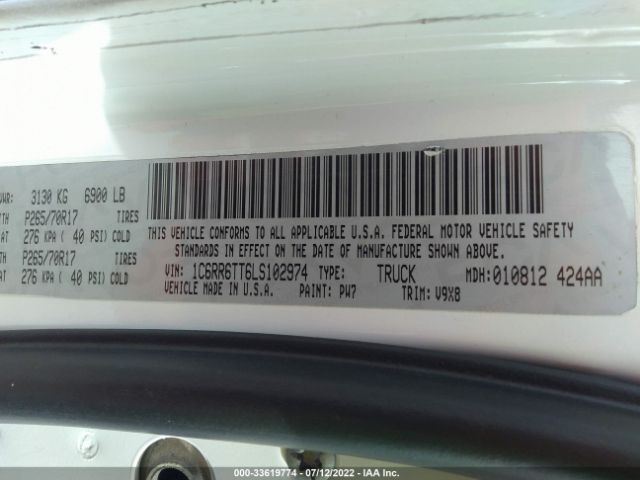 VWR: 3130 KG 6900 LB
TH P265/70R17 TIRES
AT 276 KPA ( 40 PSI) COLD
TH P265/70R17 TIRES
AT 276 KPA ( 40 PSI) COLD
THIS VEHICLE CONFORMS TO ALL APPLICABLE U.S.A. FEDERAL MOTOR VEHICLE SAFETY
STANDARDS IN EFFECT ON THE DATE OF MANUFACTURE SHOWN ABOVE.
VIN: 1C6RR6TT6LS102974 TYPE: TRUCK MDH: 010812 424AA
VEHICLE MADE IN U.S.A. PAINT: PW7 TRIM: V9X8
000-33619774 | 07/12/2022 - IAA Inc.